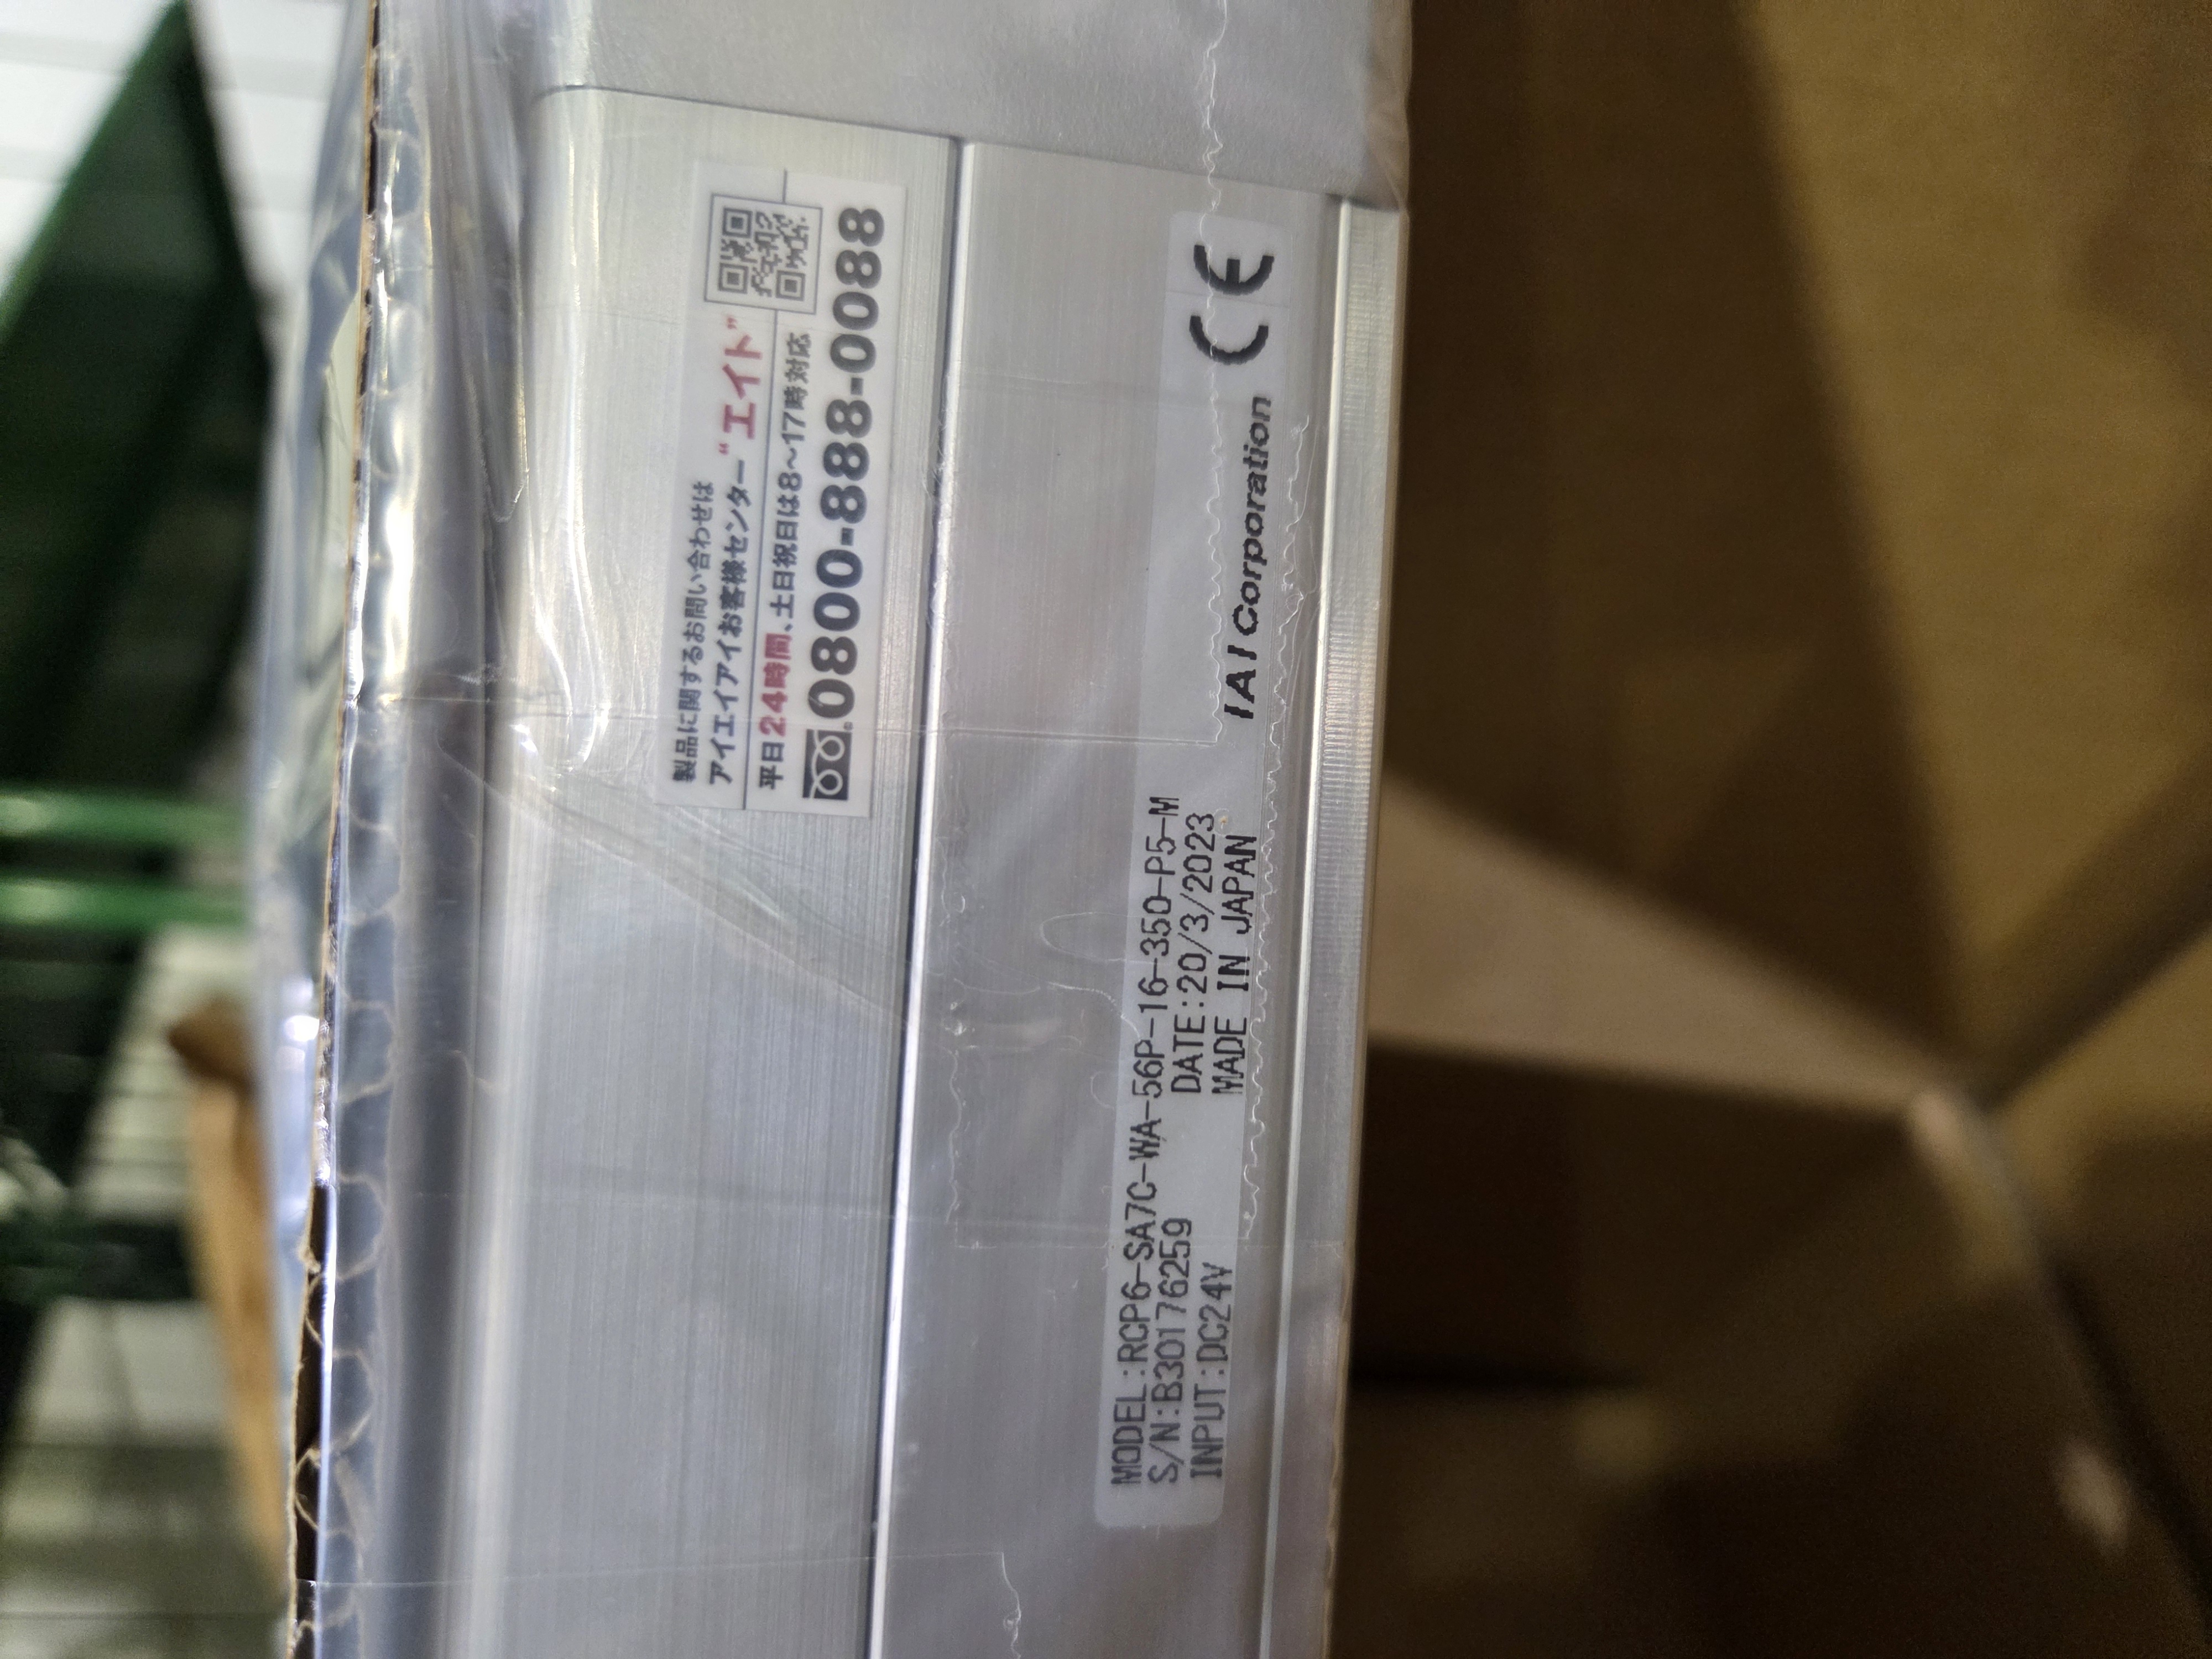 製品に関するお問い合わせは
アイエイアイお客様センター“エイト”
平日24時間、土日祝日は8～17時対応
0800-888-0088
MODEL:RCP6-SA7C-WA-56P-16-350-P5-M
S/N:B30176259
DATE:20/3/2023
INPUT:DC24V
MADE IN JAPAN
IAI Corporation
CE